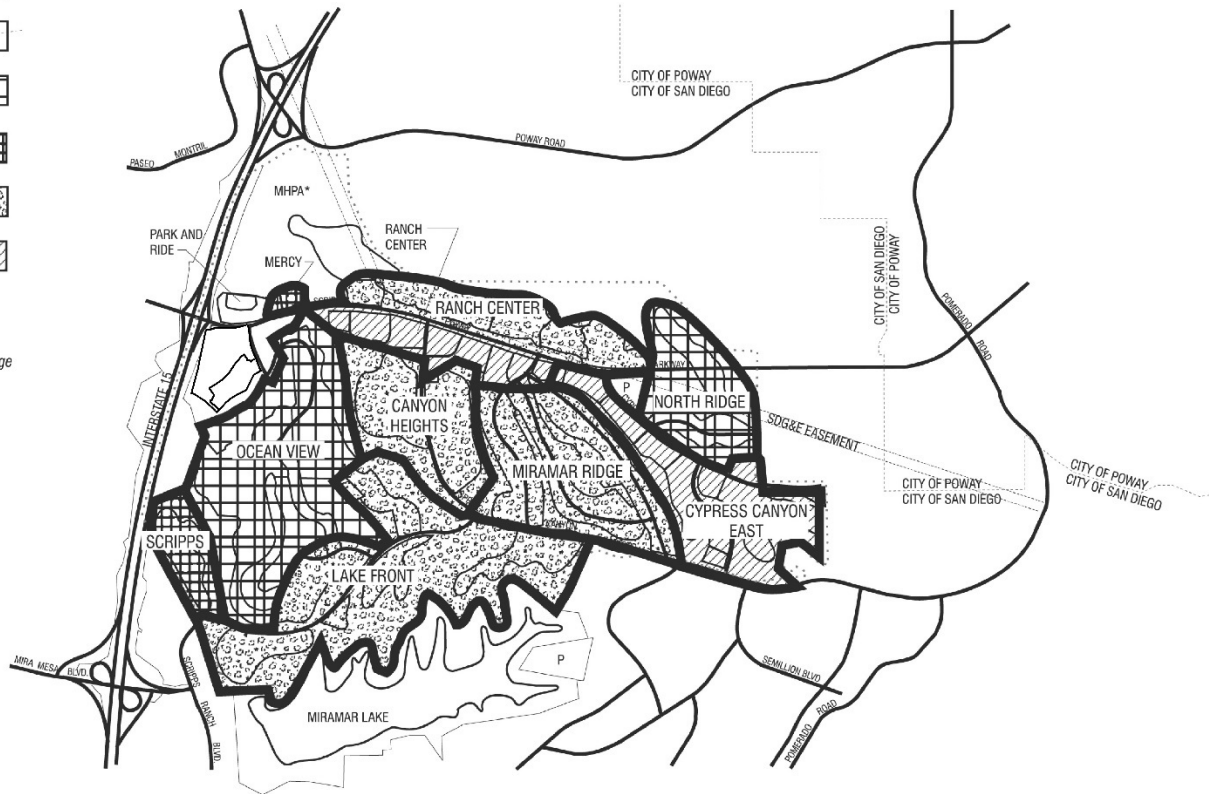 CITY OF POWAY
CITY OF SAN DIEGO
POWAY ROAD
PASEO MONTRIL
MHPA*
PARK AND
RIDE
RANCH
CENTER
MERCY
CITY OF SAN DIEGO
CITY OF POWAY
POMERADO
ROAD
RANCH CENTER
ge
INTERSTATE 15
P
NORTH RIDGE
CANYON
HEIGHTS
SDG&E EASEMENT
OCEAN VIEW
MIRAMAR RIDGE
CITY OF POWAY
CITY OF SAN DIEGO
CITY OF POWAY
CITY OF SAN DIEGO
CYPRESS CANYON
EAST
SCRIPPS
LAKE FRONT
MIRA MESA BLVD.
SCRIPPS
RANCH
BLVD.
P
SEMILLION BLVD
MIRAMAR LAKE
POMERADO ROAD